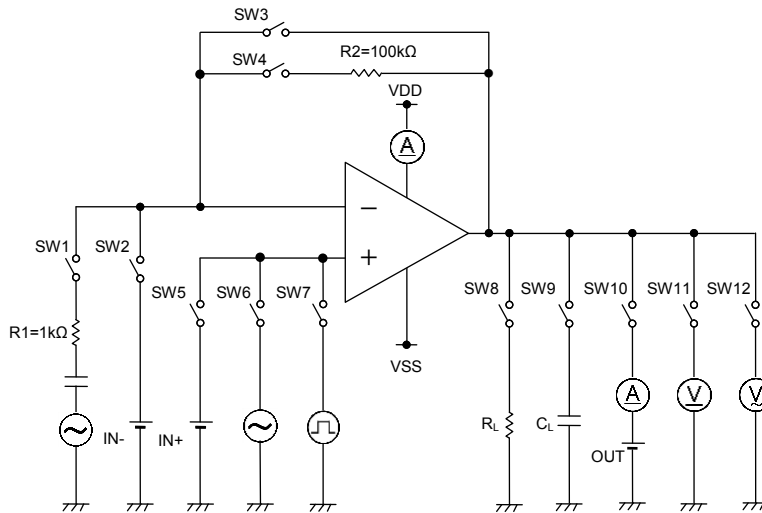 SW3
SW4
R2=100kΩ
VDD
A
−
+
SW1
SW2
SW5
SW6
SW7
SW8
SW9
SW10
SW11
SW12
R1=1kΩ
VSS
A
V
V
IN-
IN+
RL
CL
OUT